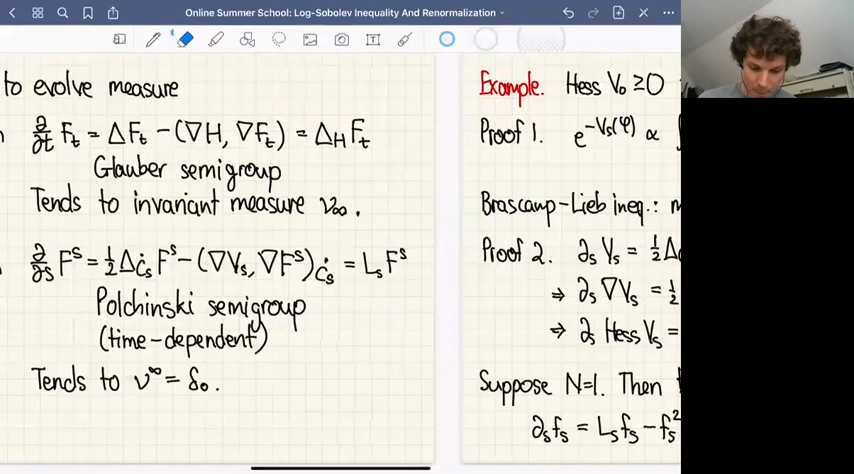 Online Summer School: Log-Sobolev Inequality And Renormalization
to evolve measure
∂/∂t F_t = ΔF_t − (∇H, ∇F_t) = Δ_H F_t
Glauber semigroup
Tends to invariant measure ν_∞.
∂/∂s F^s = ½Δ_{Ċ_s} F^s − (∇V_s, ∇F^s)_{Ċ_s} = L_s F^s
Polchinski semigroup
(time-dependent)
Tends to ν^∞ = δ_0.
Example. Hess V_0 ≥ 0
Proof 1. e^{−V_s(φ)} ∝
Brascamp-Lieb ineq.:
Proof 2. ∂_s V_s = ½Δ
⇒ ∂_s ∇V_s = ½
⇒ ∂_s Hess V_s =
Suppose N=1. Then
∂_s f_s = L_s f_s − f_s^2